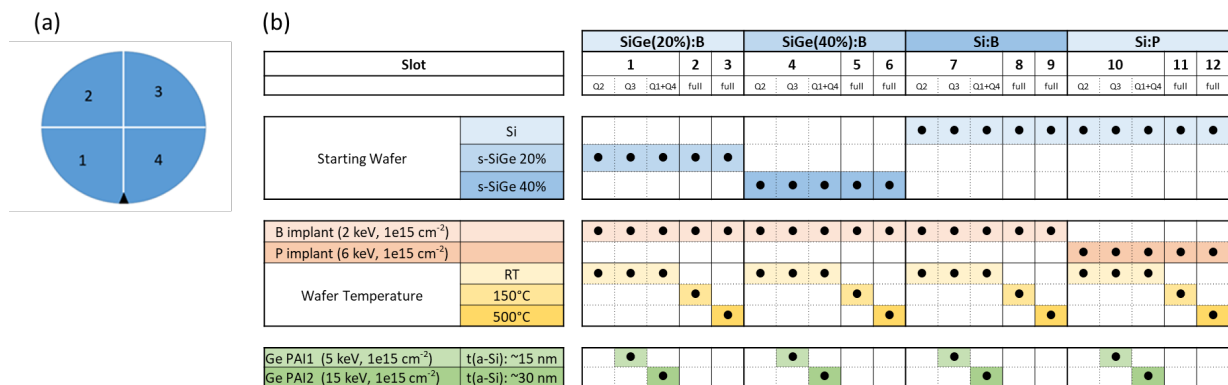 (a)
2 3
1 4
(b)
SiGe(20%):B SiGe(40%):B Si:B Si:P
Slot 1 2 3 4 5 6 7 8 9 10 11 12
Q2 Q3 Q1+Q4 full full Q2 Q3 Q1+Q4 full full Q2 Q3 Q1+Q4 full full Q2 Q3 Q1+Q4 full full
Si
Starting Wafer s-SiGe 20%
s-SiGe 40%
B implant (2 keV, 1e15 cm⁻²)
P implant (6 keV, 1e15 cm⁻²)
RT
Wafer Temperature 150°C
500°C
Ge PAI1 (5 keV, 1e15 cm⁻²) t(a-Si): ~15 nm
Ge PAI2 (15 keV, 1e15 cm⁻²) t(a-Si): ~30 nm